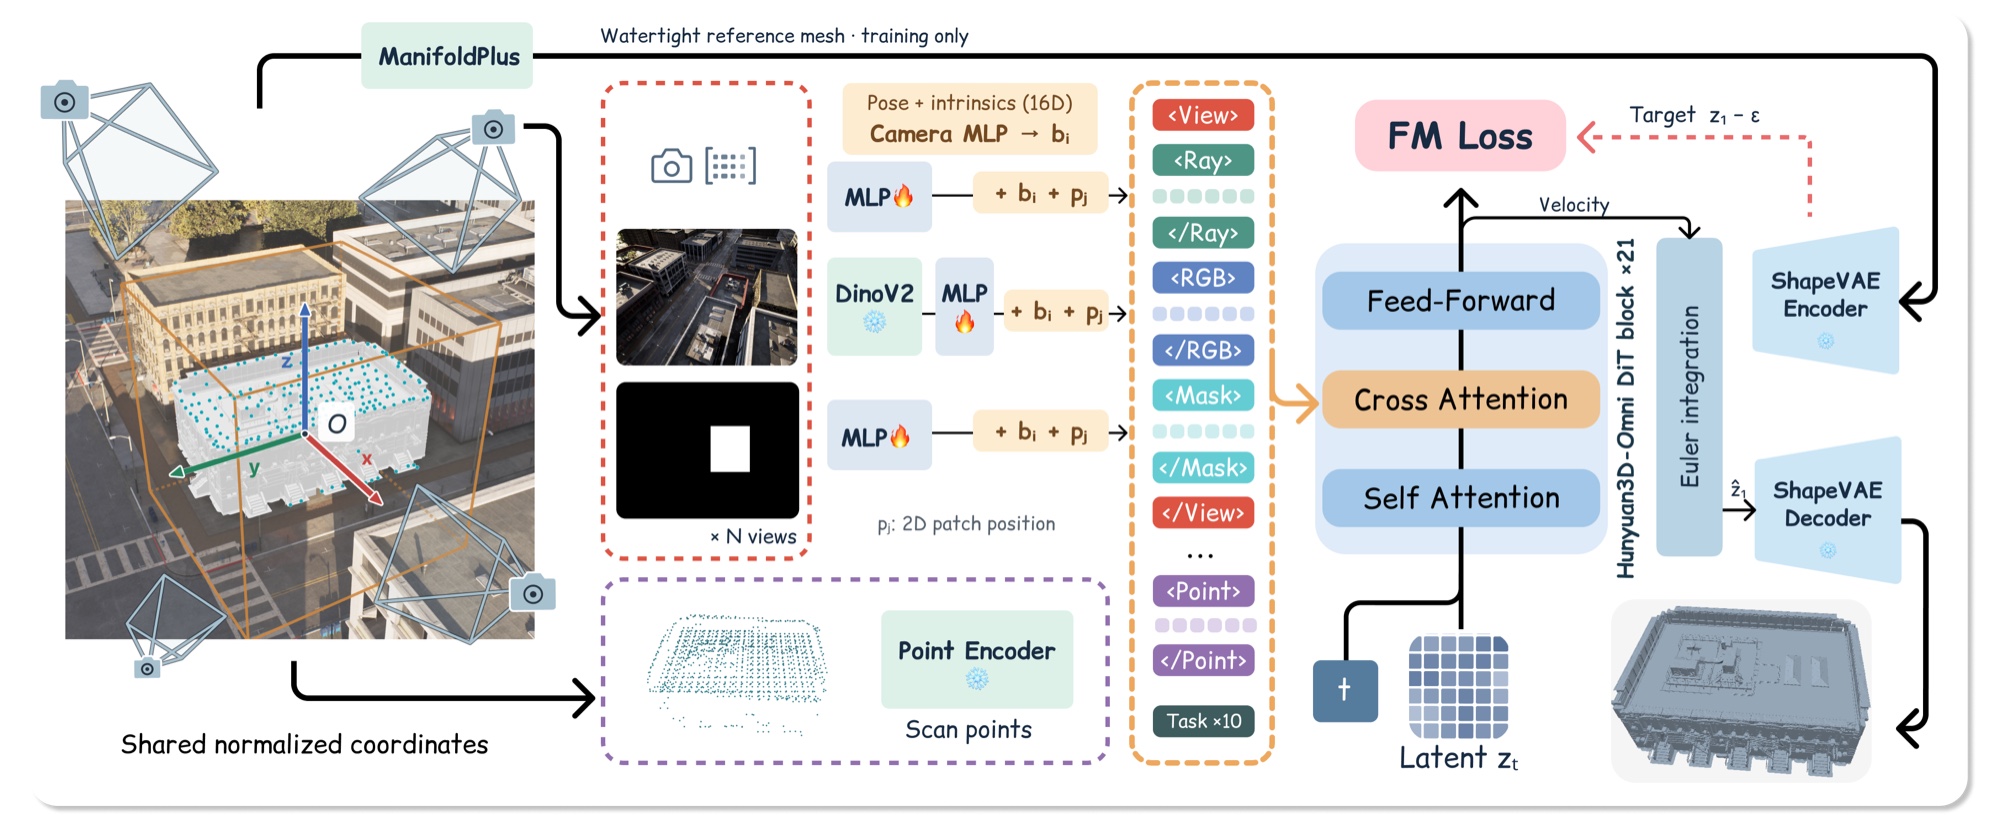 ManifoldPlus
Watertight reference mesh · training only
z
O
y
x
Shared normalized coordinates
× N views
Pose + intrinsics (16D)
Camera MLP → bᵢ
MLP
+ bᵢ + pⱼ
DinoV2
MLP
+ bᵢ + pⱼ
MLP
+ bᵢ + pⱼ
pⱼ: 2D patch position
Point Encoder
Scan points
<View>
<Ray>
</Ray>
<RGB>
</RGB>
<Mask>
</Mask>
</View>
...
<Point>
</Point>
Task ×10
FM Loss
Target z₁ - ε
Velocity
Feed-Forward
Cross Attention
Self Attention
Hunyuan3D-Omni DiT block ×21
t
Latent zₜ
Euler integration
ẑ₁
ShapeVAE
Encoder
ShapeVAE
Decoder